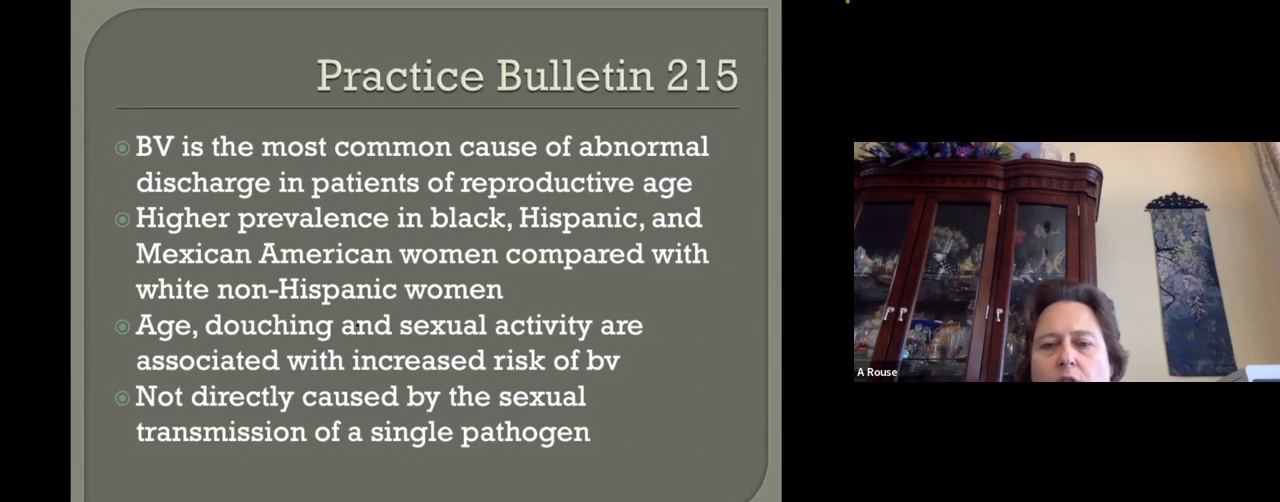 Practice Bulletin 215
BV is the most common cause of abnormal
discharge in patients of reproductive age
Higher prevalence in black, Hispanic, and
Mexican American women compared with
white non-Hispanic women
Age, douching and sexual activity are
associated with increased risk of bv
Not directly caused by the sexual
transmission of a single pathogen
A Rouse